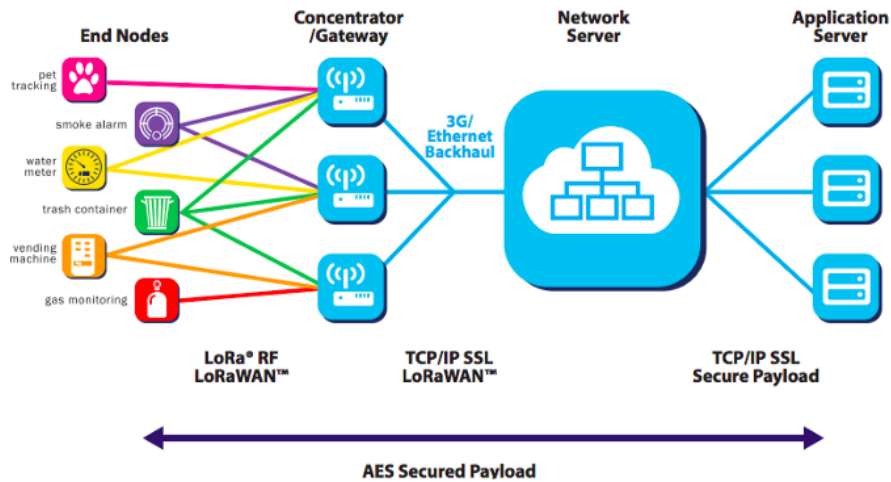 End Nodes
Concentrator
/Gateway
Network
Server
Application
Server
pet
tracking
smoke alarm
water
meter
trash container
vending
machine
gas monitoring
3G/
Ethernet
Backhaul
LoRa® RF
LoRaWAN™
TCP/IP SSL
LoRaWAN™
TCP/IP SSL
Secure Payload
AES Secured Payload